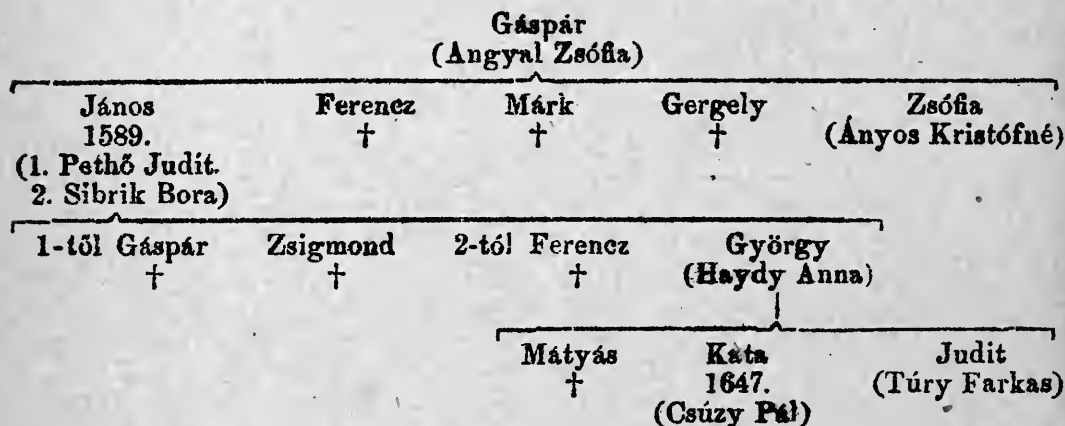 Gáspár
(Angyal Zsófia)
János Ferencz Márk Gergely Zsófia
1589. † † † (Ányos Kristófné)
(1. Pethő Judit.
2. Sibrik Bora)
1-től Gáspár Zsigmond 2-tól Ferencz György
† † † (Haydy Anna)
Mátyás Kata Judit
† 1647. (Túry Farkas)
(Csúzy Pál)